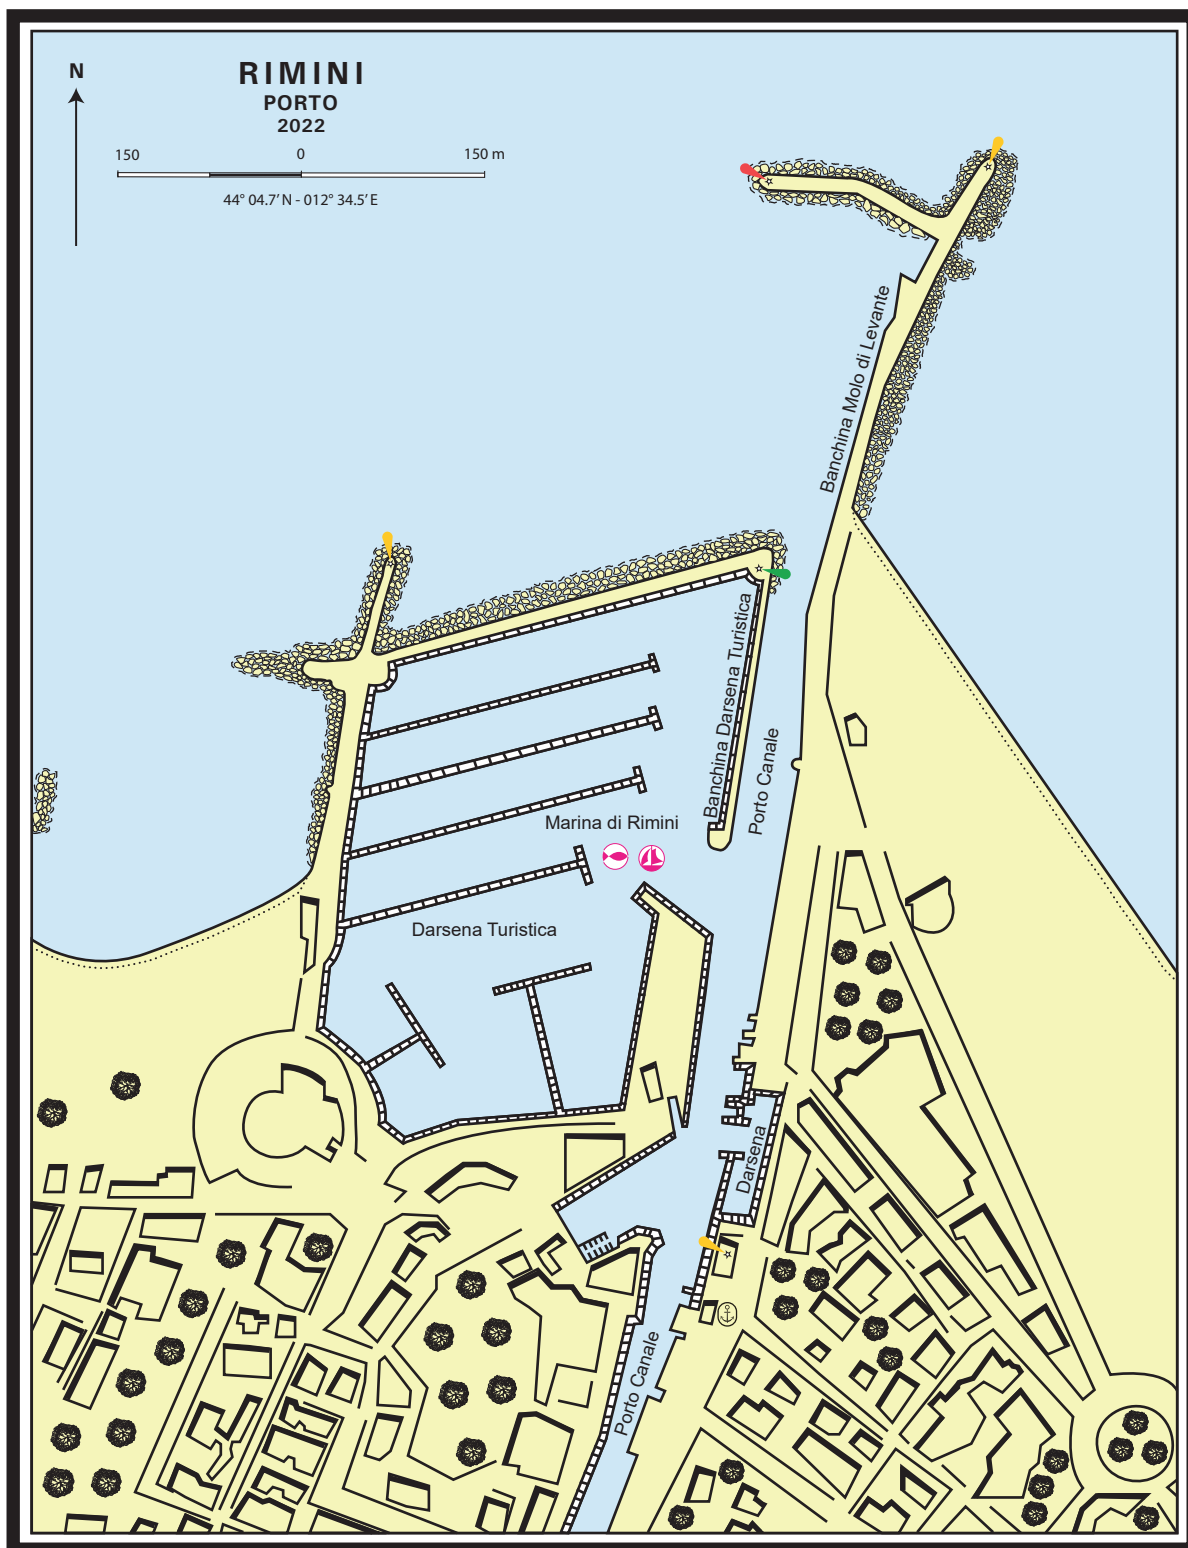 N
RIMINI
PORTO
2022
150 0 150 m
44° 04.7' N - 012° 34.5' E
Banchina Molo di Levante
Banchina Darsena Turistica
Porto Canale
Marina di Rimini
Darsena Turistica
Darsena
Porto Canale